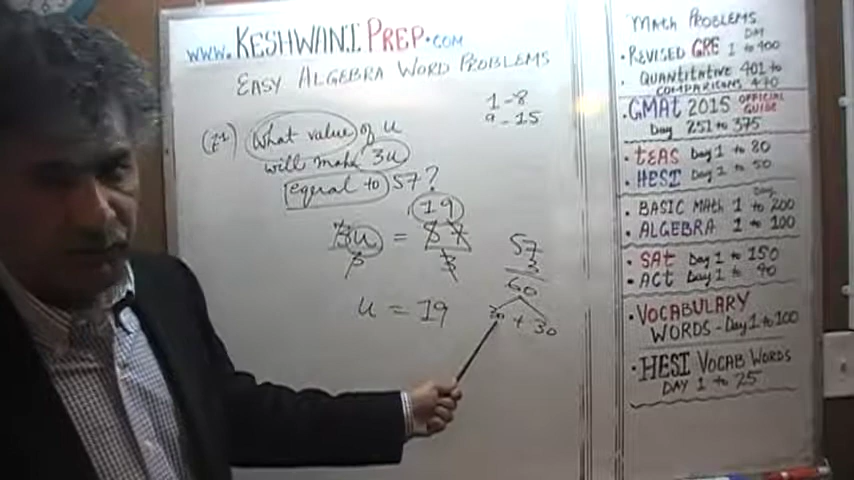 www.KESHWANI PREP.COM
EASY ALGEBRA WORD PROBLEMS
1-8
9-15
What value of u
will make 3u
equal to 57?
19
3u = 57
3 3
u = 19
57
3
60
30 + 30
MATH PROBLEMS
DAY
• REVISED GRE 1 to 400
• QUANTITATIVE 401 to
COMPARISONS 470
• GMAT 2015 OFFICIAL GUIDE
Day 251 to 375
• TEAS Day 1 to 80
• HESI Day 1 to 50
Day
• BASIC MATH 1 to 200
• ALGEBRA 1 to 100
• SAT Day 1 to 150
• ACT Day 1 to 90
• VOCABULARY
WORDS - Day 1 to 100
• HESI VOCAB WORDS
DAY 1 to 25